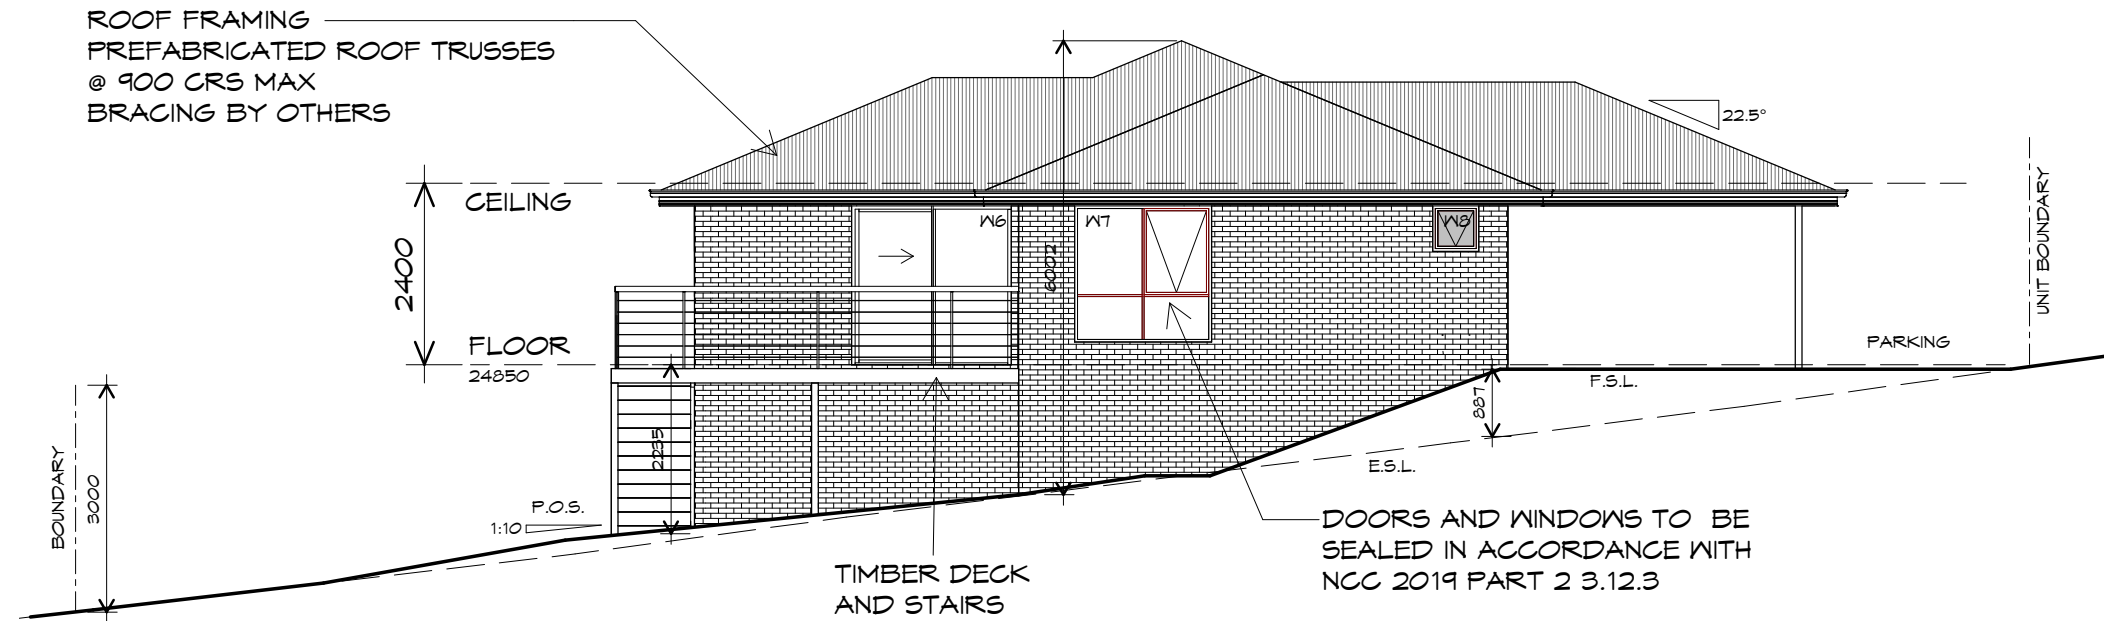 ROOF FRAMING
PREFABRICATED ROOF TRUSSES
@ 900 CRS MAX
BRACING BY OTHERS
22.5°
CEILING
2400
W6
W7
W8
6002
UNIT BOUNDARY
FLOOR
24850
PARKING
F.S.L.
887
2235
BOUNDARY
3000
P.O.S.
1:10
E.S.L.
TIMBER DECK
AND STAIRS
DOORS AND WINDOWS TO BE
SEALED IN ACCORDANCE WITH
NCC 2019 PART 2 3.12.3